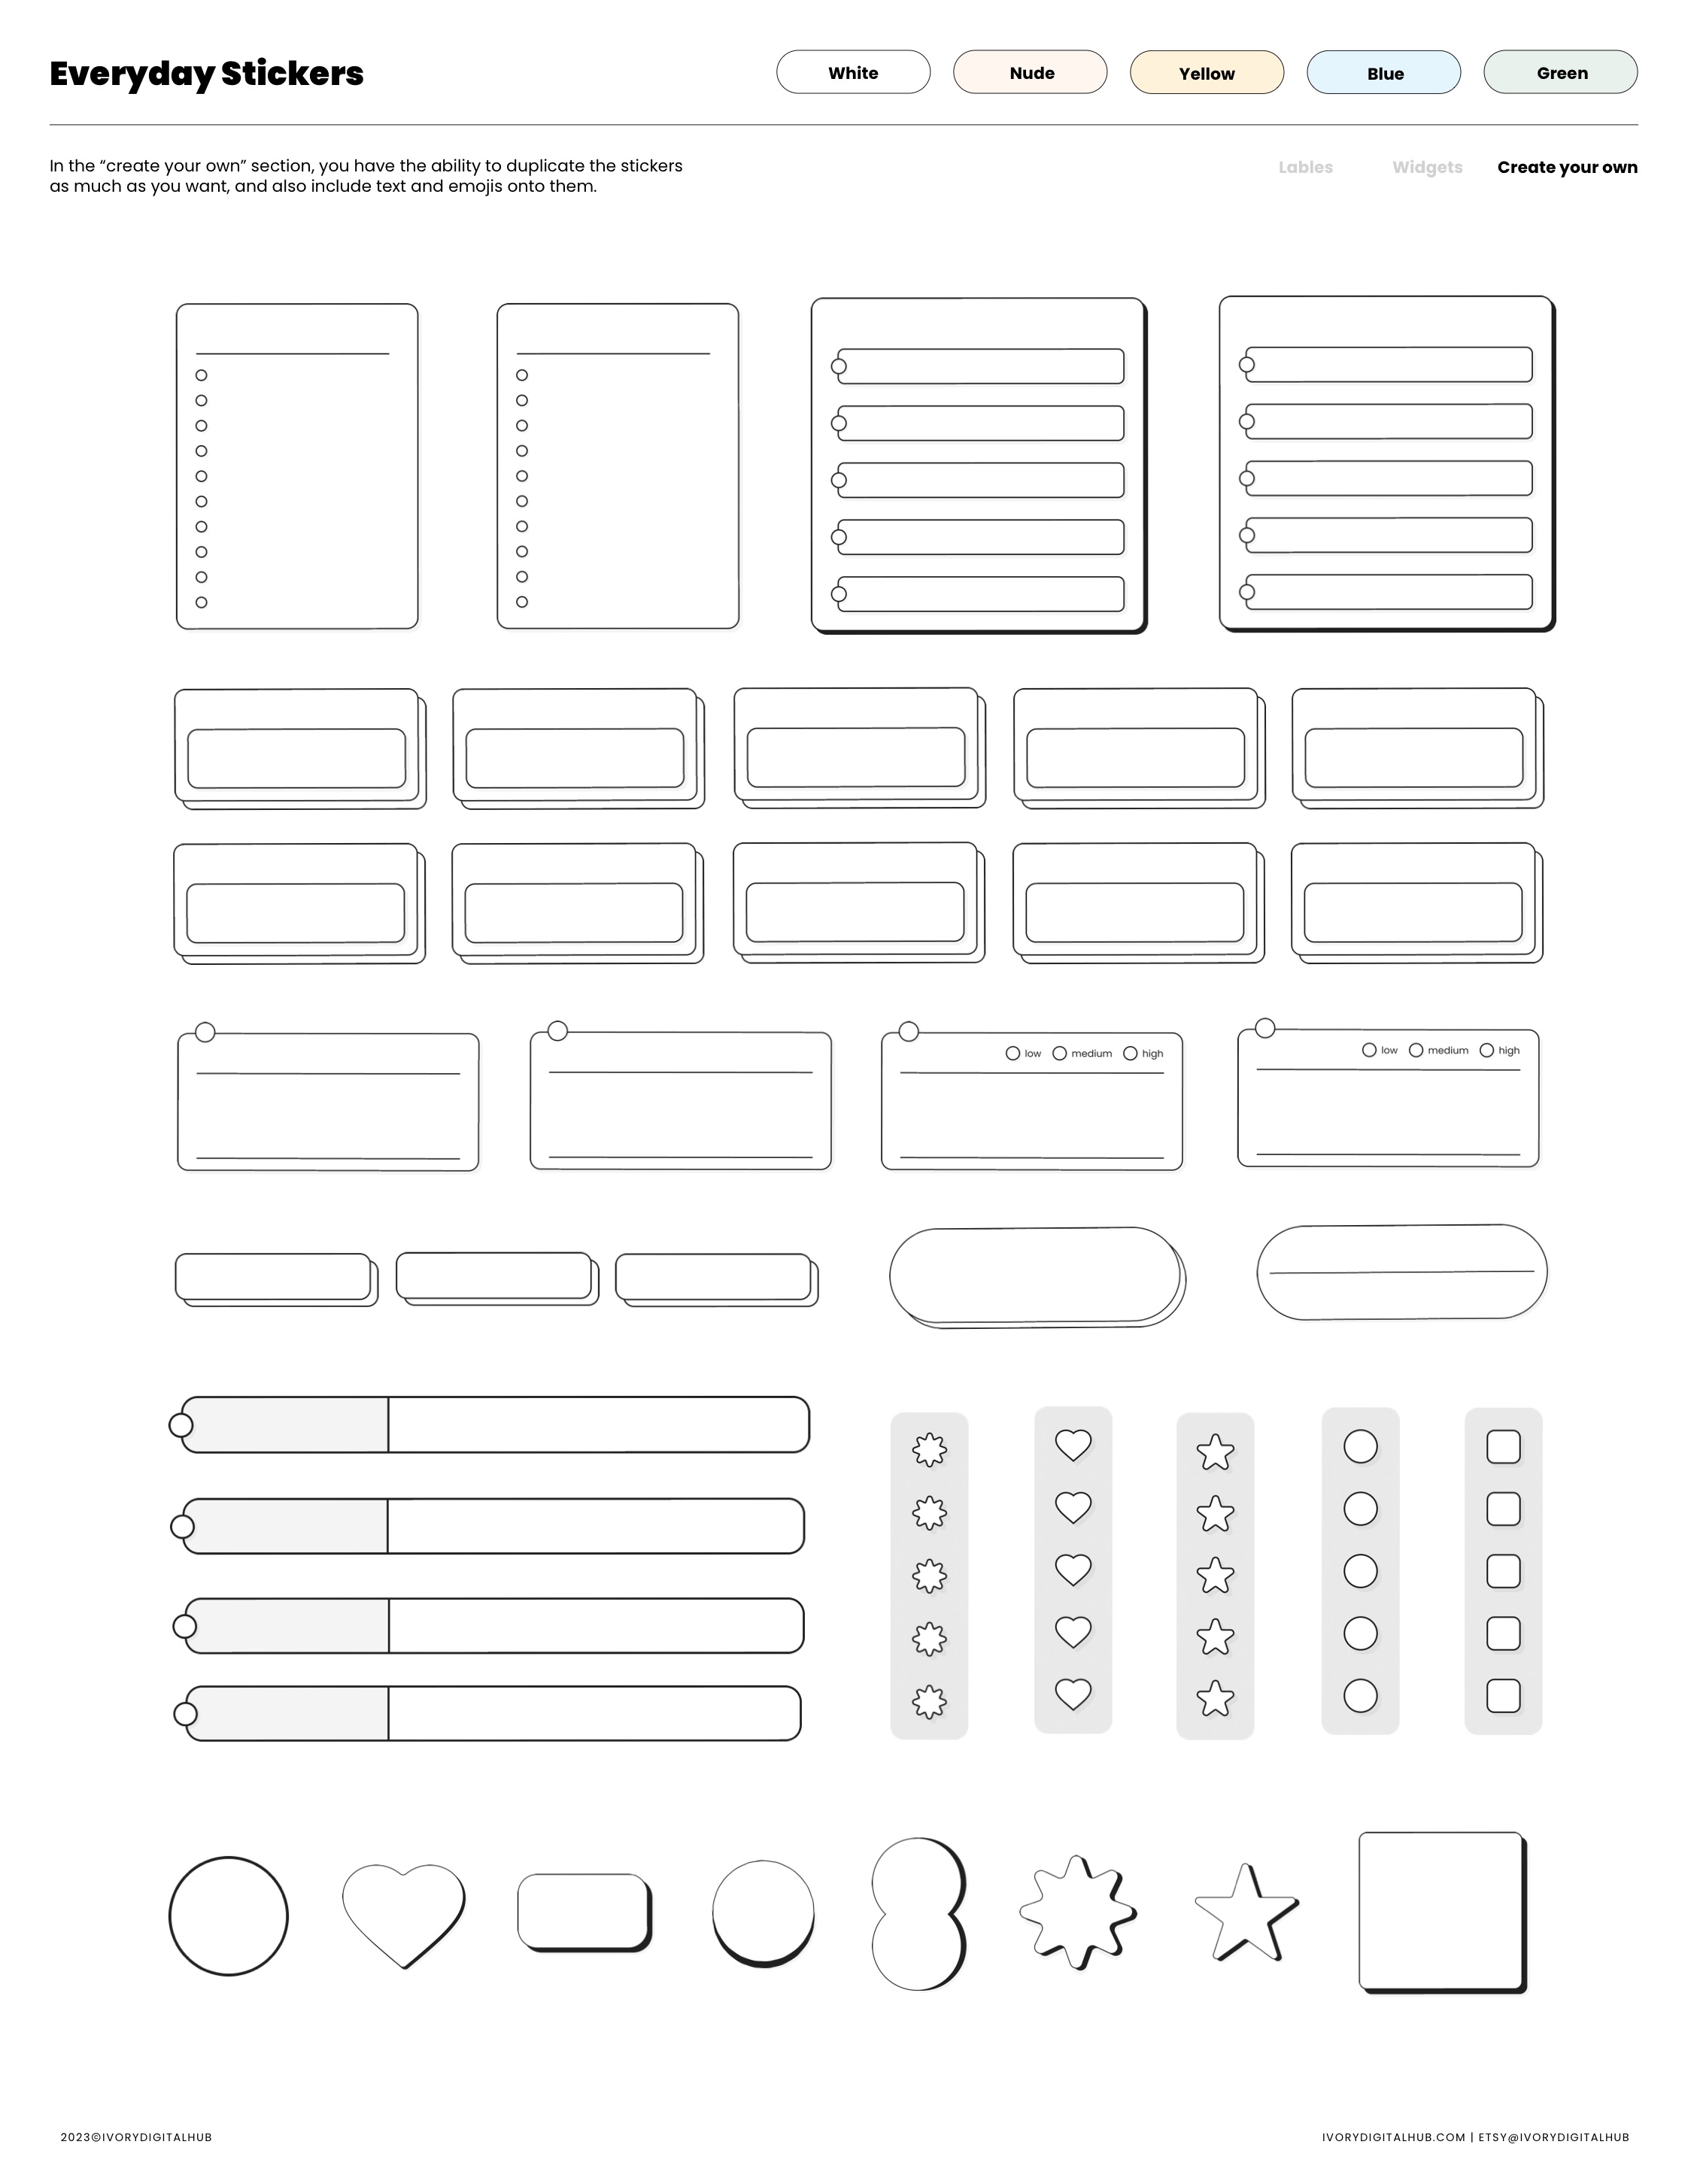 Everyday Stickers
White
Nude
Yellow
Blue
Green
In the “create your own” section, you have the ability to duplicate the stickers
as much as you want, and also include text and emojis onto them.
Lables
Widgets
Create your own
low
medium
high
low
medium
high
2023©IVORYDIGITALHUB
IVORYDIGITALHUB.COM | ETSY@IVORYDIGITALHUB